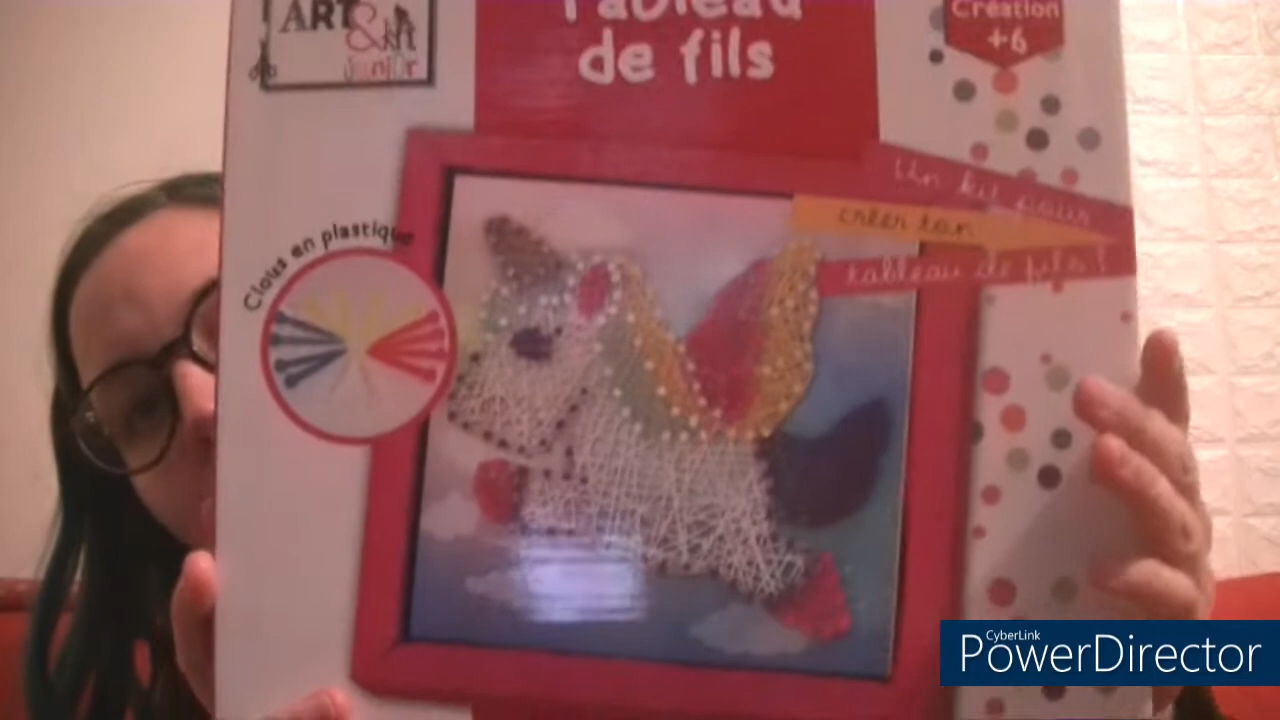 ART
& kit
junior
Tableau
de fils
Création
+6
Un kit pour
créer ton
tableau de fils !
Clous en plastique
CyberLink
PowerDirector